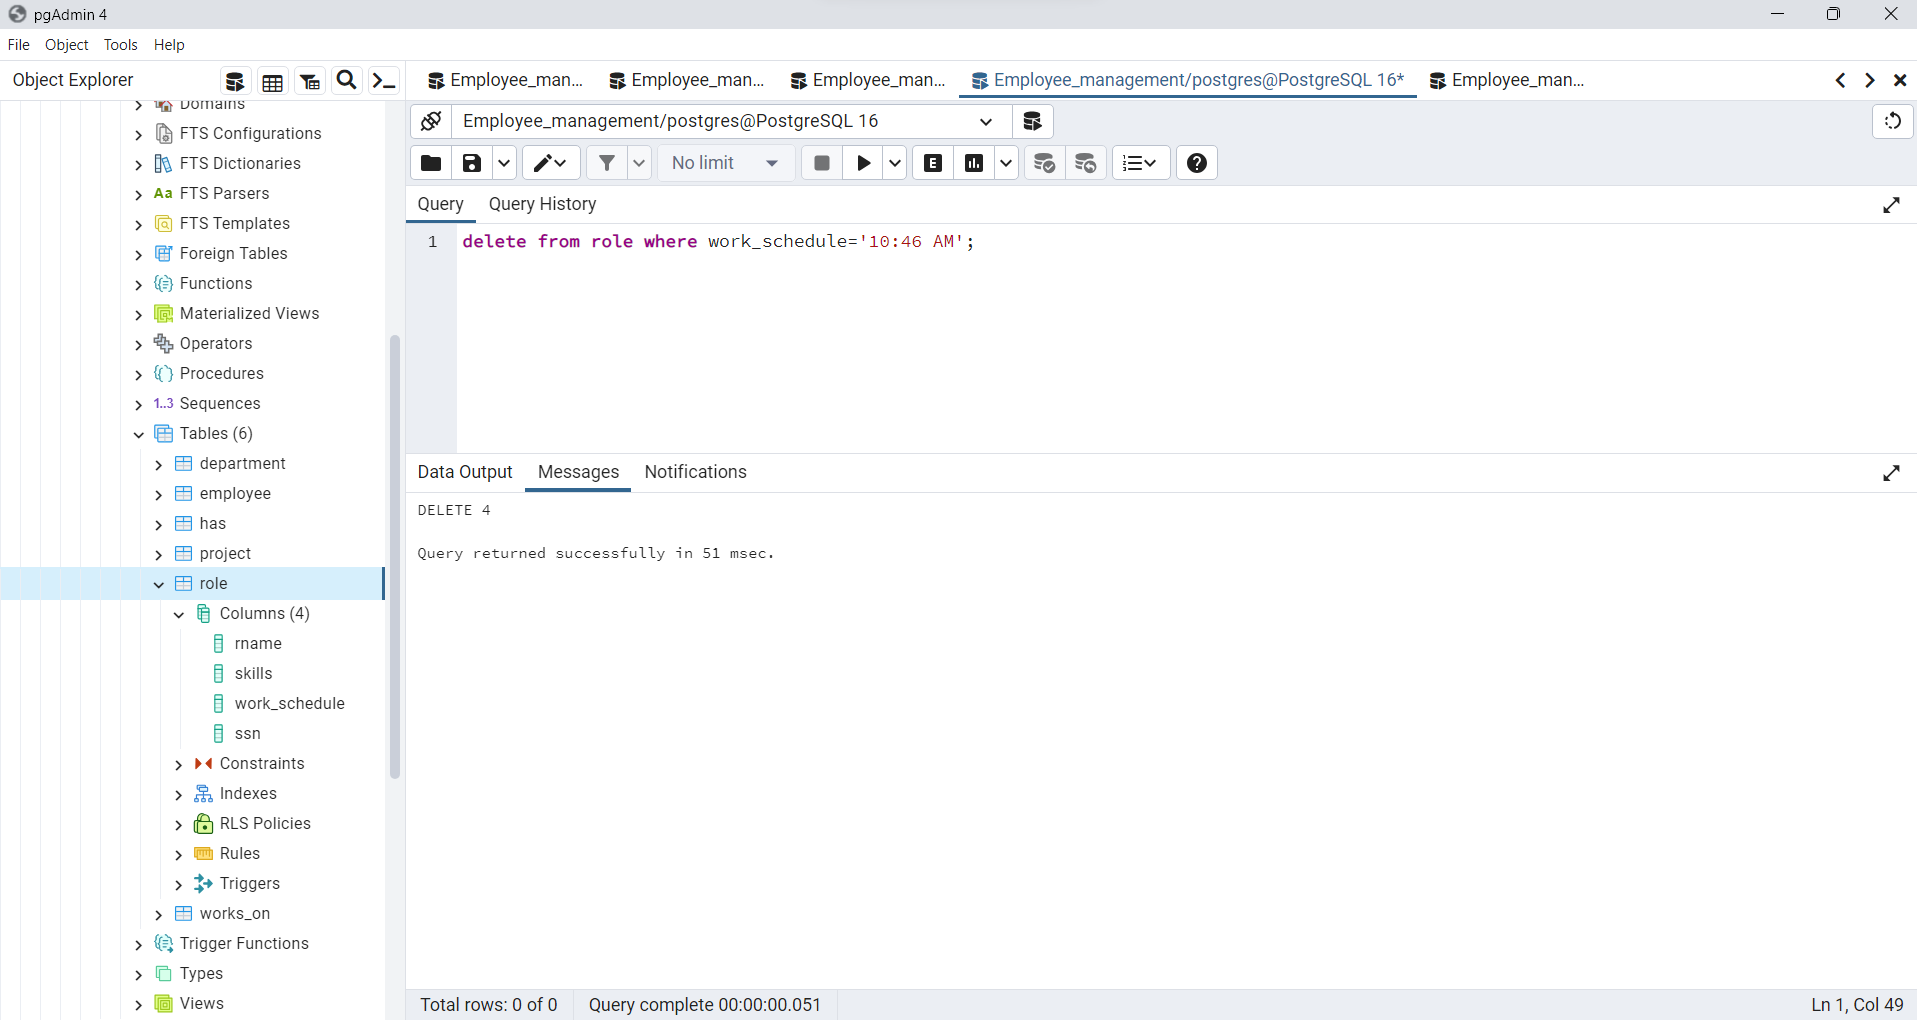 pgAdmin 4
File Object Tools Help
Object Explorer
Employee_man... Employee_man... Employee_man... Employee_management/postgres@PostgreSQL 16* Employee_man...
Employee_management/postgres@PostgreSQL 16
No limit
E
Query Query History
1 delete from role where work_schedule='10:46 AM';
Domains
FTS Configurations
FTS Dictionaries
Aa FTS Parsers
FTS Templates
Foreign Tables
Functions
Materialized Views
Operators
Procedures
1..3 Sequences
Tables (6)
department
employee
has
project
role
Columns (4)
rname
skills
work_schedule
ssn
Constraints
Indexes
RLS Policies
Rules
Triggers
works_on
Trigger Functions
Types
Views
Data Output Messages Notifications
DELETE 4
Query returned successfully in 51 msec.
Total rows: 0 of 0 Query complete 00:00:00.051 Ln 1, Col 49